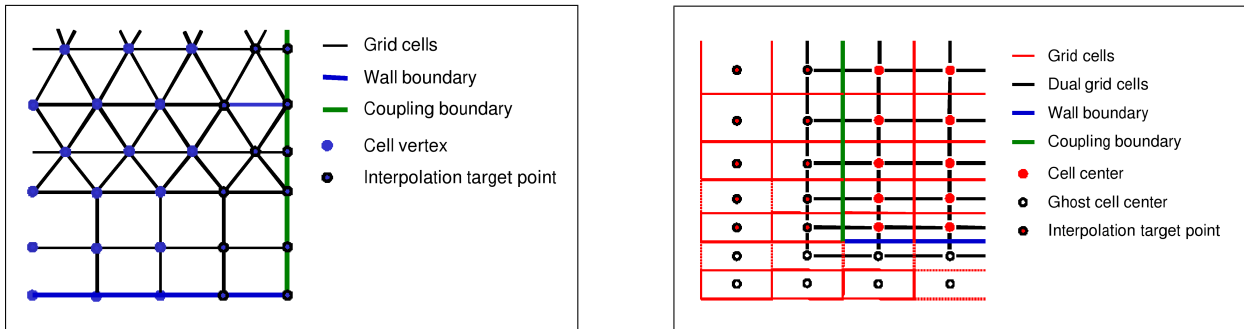 Grid cells
Wall boundary
Coupling boundary
Cell vertex
Interpolation target point
Grid cells
Dual grid cells
Wall boundary
Coupling boundary
Cell center
Ghost cell center
Interpolation target point